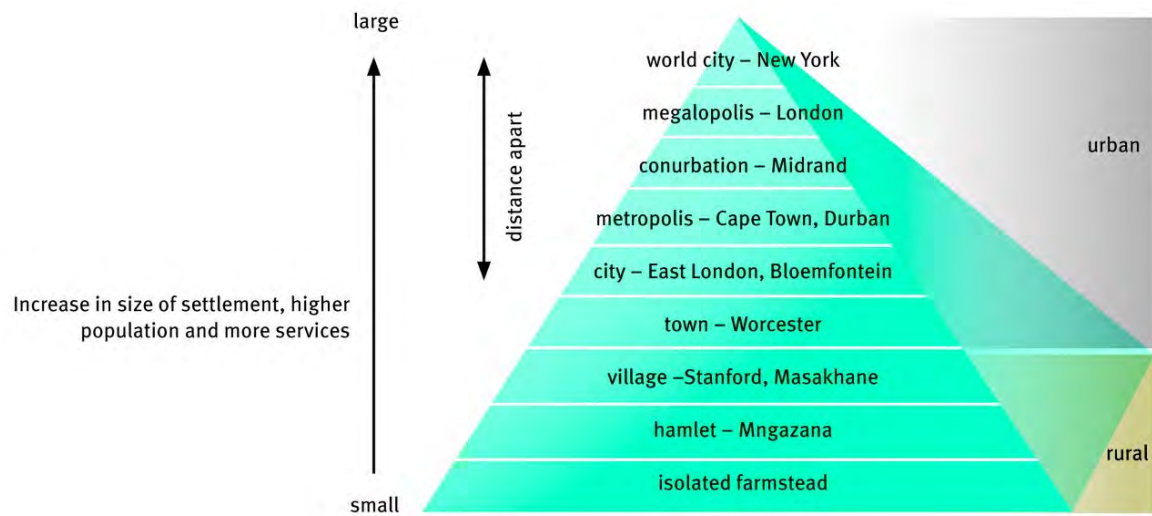 large
world city – New York
megalopolis – London
urban
conurbation – Midrand
distance apart
metropolis – Cape Town, Durban
city – East London, Bloemfontein
Increase in size of settlement, higher
population and more services
town – Worcester
village –Stanford, Masakhane
hamlet – Mngazana
rural
isolated farmstead
small